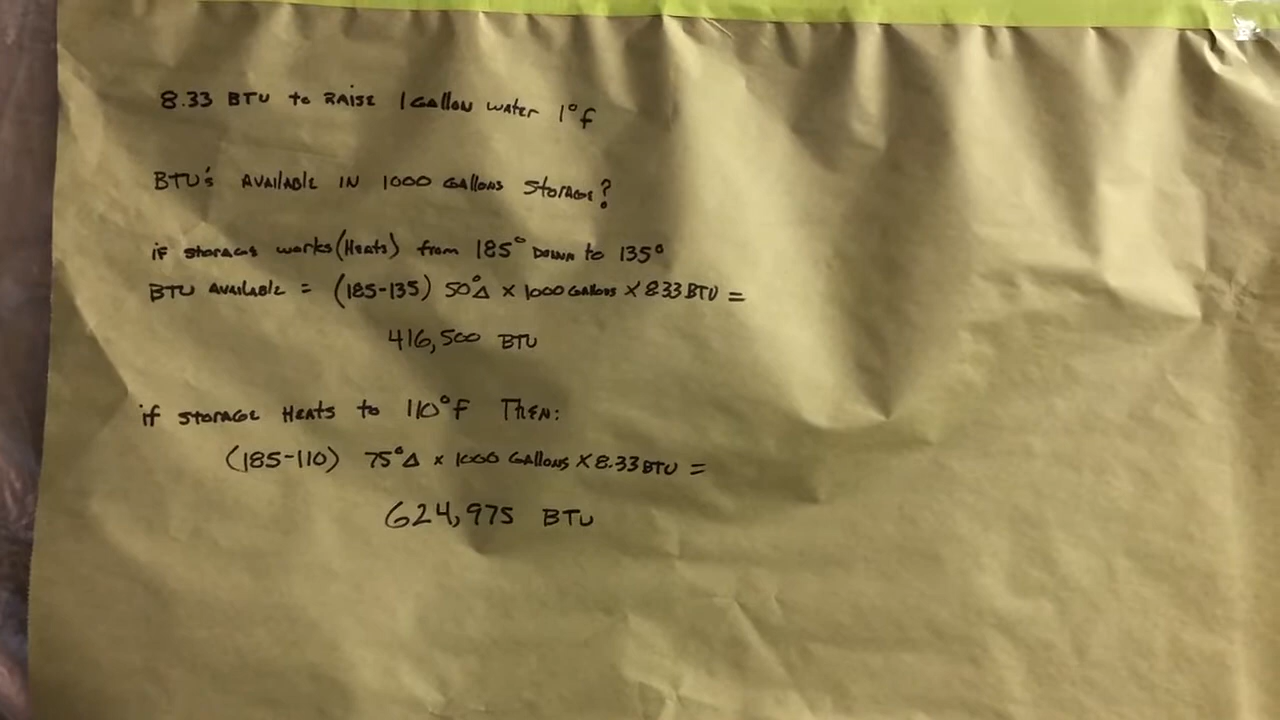 8.33 BTU to RAISE 1 GALLON water 1°f
BTU's AVAILABLE IN 1000 GALLONS STORAGE?
if STORAGE works (Heats) from 185° DOWN to 135°
BTU AVAILABLE = (185-135) 50°Δ x 1000 GALLONS x 8.33 BTU =
416,500 BTU
if STORAGE HEATS to 110°F THEN:
(185-110) 75°Δ x 1000 GALLONS x 8.33 BTU =
624,975 BTU